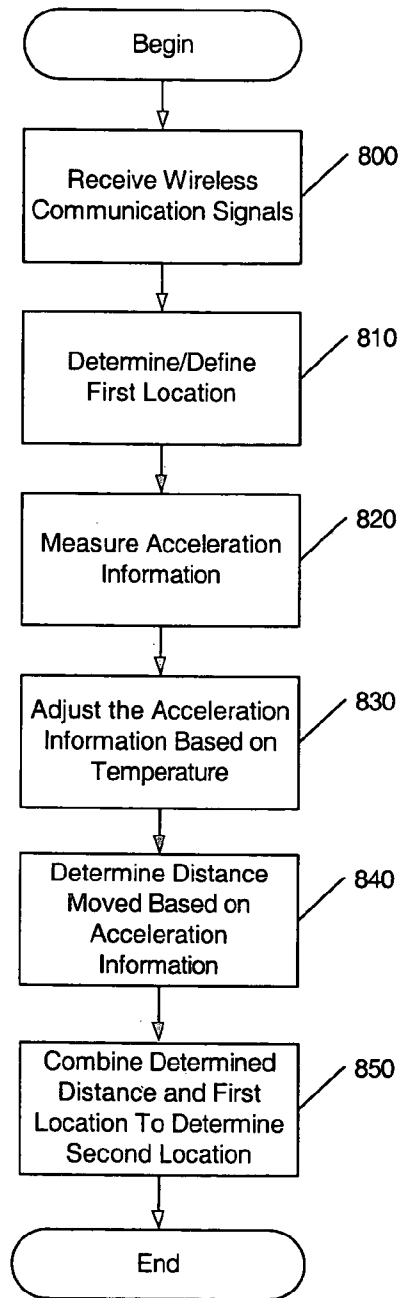 Begin
Receive Wireless
Communication Signals
800
Determine/Define
First Location
810
Measure Acceleration
Information
820
Adjust the Acceleration
Information Based on
Temperature
830
Determine Distance
Moved Based on
Acceleration
Information
840
Combine Determined
Distance and First
Location To Determine
Second Location
850
End